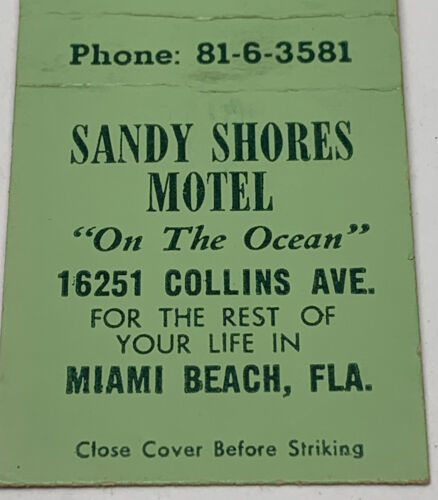 Phone: 81-6-3581
SANDY SHORES
MOTEL
"On The Ocean"
16251 COLLINS AVE.
FOR THE REST OF
YOUR LIFE IN
MIAMI BEACH, FLA.
Close Cover Before Striking